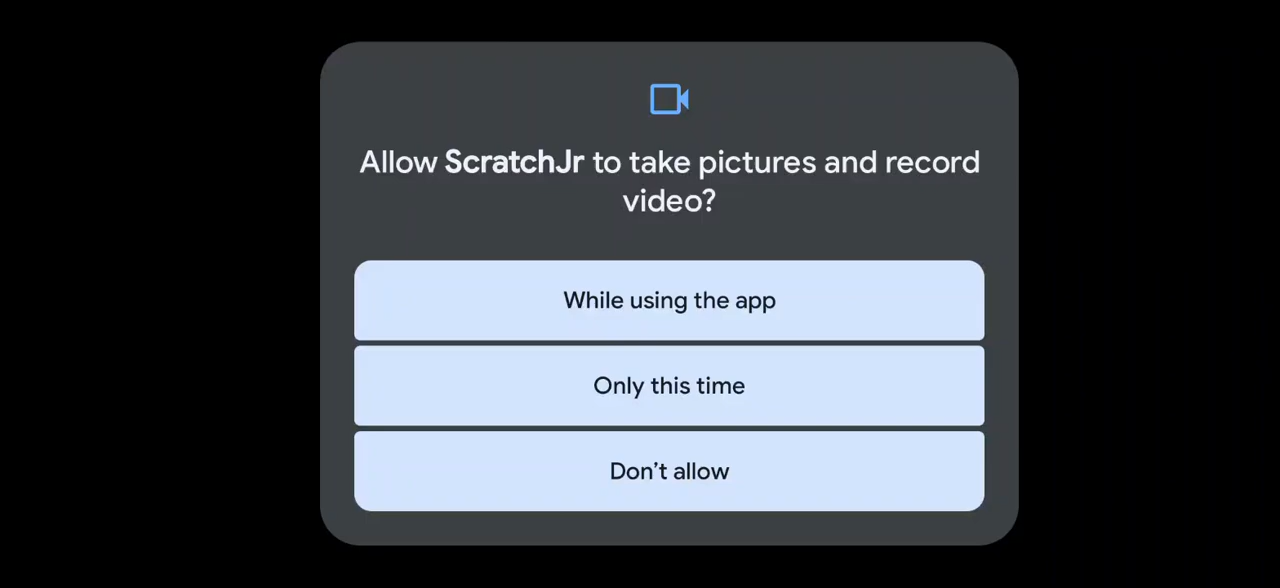 Allow ScratchJr to take pictures and record
video?
While using the app
Only this time
Don’t allow